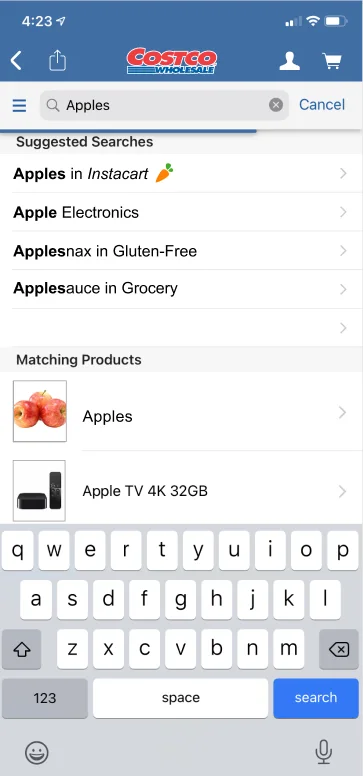 4:23
COSTCO
WHOLESALE
Apples
Cancel
Suggested Searches
Apples in Instacart 🥕
Apple Electronics
Applesnax in Gluten-Free
Applesauce in Grocery
Matching Products
Apples
Apple TV 4K 32GB
q w e r t y u i o p
a s d f g h j k l
z x c v b n m
123 space search